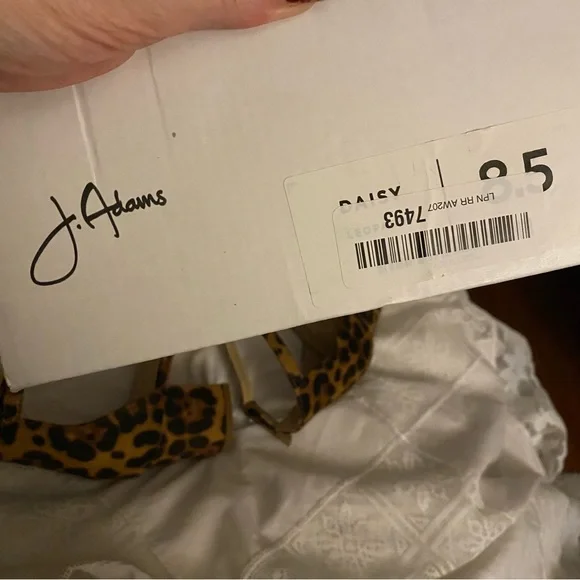 J. Adams
DAISY
8.5
LPN RR AW207 7493